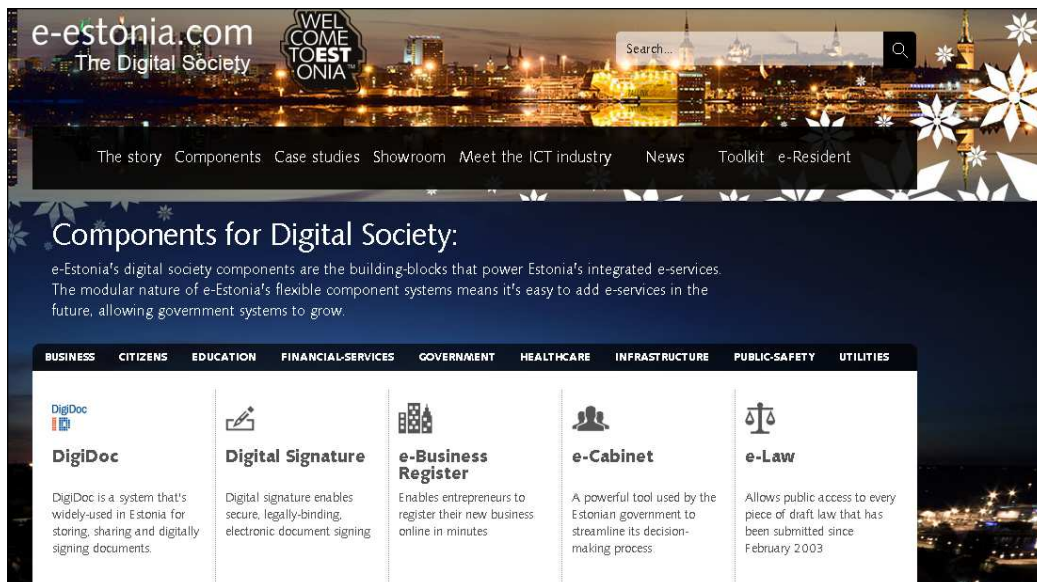 e-estonia.com
The Digital Society
WEL
COME
TOEST
ONIA™
Search...
The story Components Case studies Showroom Meet the ICT industry News Toolkit e-Resident
Components for Digital Society:
e-Estonia's digital society components are the building-blocks that power Estonia's integrated e-services.
The modular nature of e-Estonia's flexible component systems means it's easy to add e-services in the
future, allowing government systems to grow.
BUSINESS CITIZENS EDUCATION FINANCIAL-SERVICES GOVERNMENT HEALTHCARE INFRASTRUCTURE PUBLIC-SAFETY UTILITIES
DigiDoc
DigiDoc
DigiDoc is a system that's
widely-used in Estonia for
storing, sharing and digitally
signing documents.
Digital Signature
Digital signature enables
secure, legally-binding,
electronic document signing
e-Business
Register
Enables entrepreneurs to
register their new business
online in minutes
e-Cabinet
A powerful tool used by the
Estonian government to
streamline its decision-
making process
e-Law
Allows public access to every
piece of draft law that has
been submitted since
February 2003